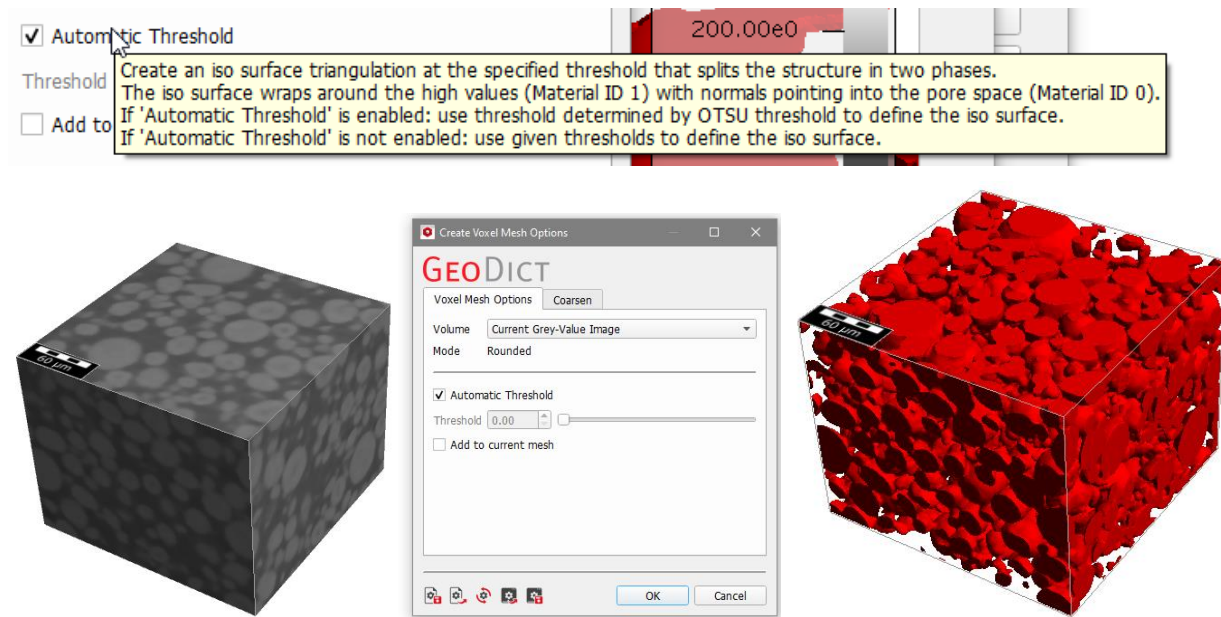 Automatic Threshold
200.00e0
Threshold
Create an iso surface triangulation at the specified threshold that splits the structure in two phases.
The iso surface wraps around the high values (Material ID 1) with normals pointing into the pore space (Material ID 0).
If 'Automatic Threshold' is enabled: use threshold determined by OTSU threshold to define the iso surface.
Add to
If 'Automatic Threshold' is not enabled: use given thresholds to define the iso surface.
60 µm
Create Voxel Mesh Options
GEODICT
Voxel Mesh Options Coarsen
Volume Current Grey-Value Image
Mode Rounded
Automatic Threshold
Threshold 0.00
Add to current mesh
OK Cancel
60 µm